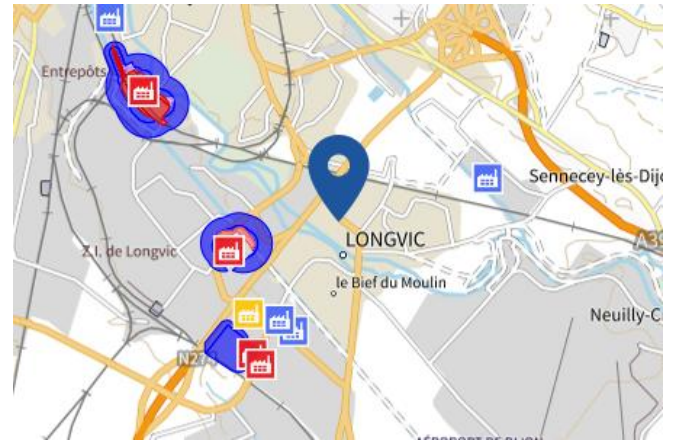 Entrepôts
Sennecey-lès-Dijo
LONGVIC
A39
Z.I. de Longvic
le Bief du Moulin
Neuilly-C
N274
AÉROPORT DE DIJON